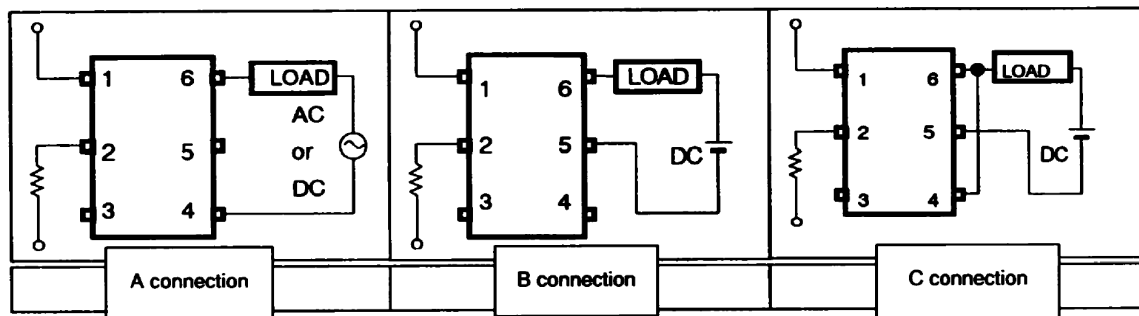 1 6 LOAD
AC
2 5 or
DC
3 4
A connection
1 6 LOAD
2 5 DC
3 4
B connection
1 6 LOAD
2 5 DC
3 4
C connection